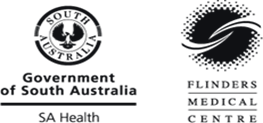 SOUTH
AUSTRALIA
Government
of South Australia
SA Health
FLINDERS
MEDICAL
CENTRE